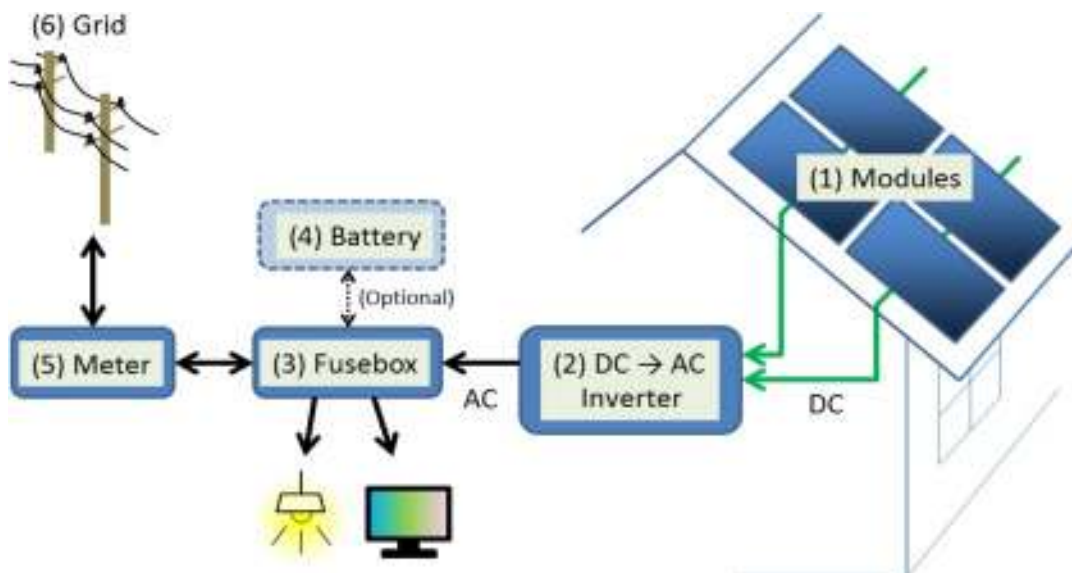 (6) Grid
(1) Modules
(4) Battery
(Optional)
(5) Meter
(3) Fusebox
AC
(2) DC → AC
Inverter
DC